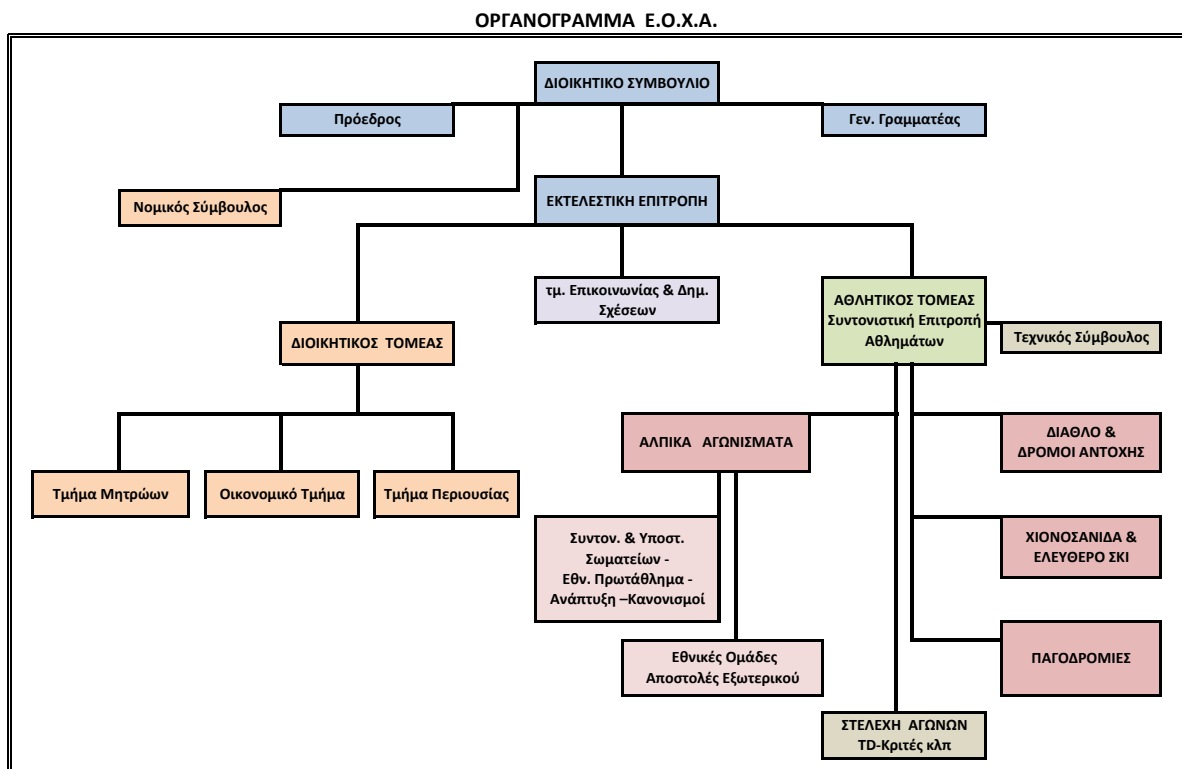 ΟΡΓΑΝΟΓΡΑΜΜΑ Ε.Ο.Χ.Α.
ΔΙΟΙΚΗΤΙΚΟ ΣΥΜΒΟΥΛΙΟ
Πρόεδρος
Γεν. Γραμματέας
Νομικός Σύμβουλος
ΕΚΤΕΛΕΣΤΙΚΗ ΕΠΙΤΡΟΠΗ
τμ. Επικοινωνίας & Δημ.
Σχέσεων
ΑΘΛΗΤΙΚΟΣ ΤΟΜΕΑΣ
Συντονιστική Επιτροπή
Αθλημάτων
ΔΙΟΙΚΗΤΙΚΟΣ ΤΟΜΕΑΣ
Τεχνικός Σύμβουλος
ΑΛΠΙΚΑ ΑΓΩΝΙΣΜΑΤΑ
ΔΙΑΘΛΟ &
ΔΡΟΜΟΙ ΑΝΤΟΧΗΣ
Τμήμα Μητρώων
Οικονομικό Τμήμα
Τμήμα Περιουσίας
Συντον. & Υποστ.
Σωματείων -
Εθν. Πρωτάθλημα -
Ανάπτυξη –Κανονισμοί
ΧΙΟΝΟΣΑΝΙΔΑ &
ΕΛΕΥΘΕΡΟ ΣΚΙ
Εθνικές Ομάδες
Αποστολές Εξωτερικού
ΠΑΓΟΔΡΟΜΙΕΣ
ΣΤΕΛΕΧΗ ΑΓΩΝΩΝ
TD-Κριτές κλπ